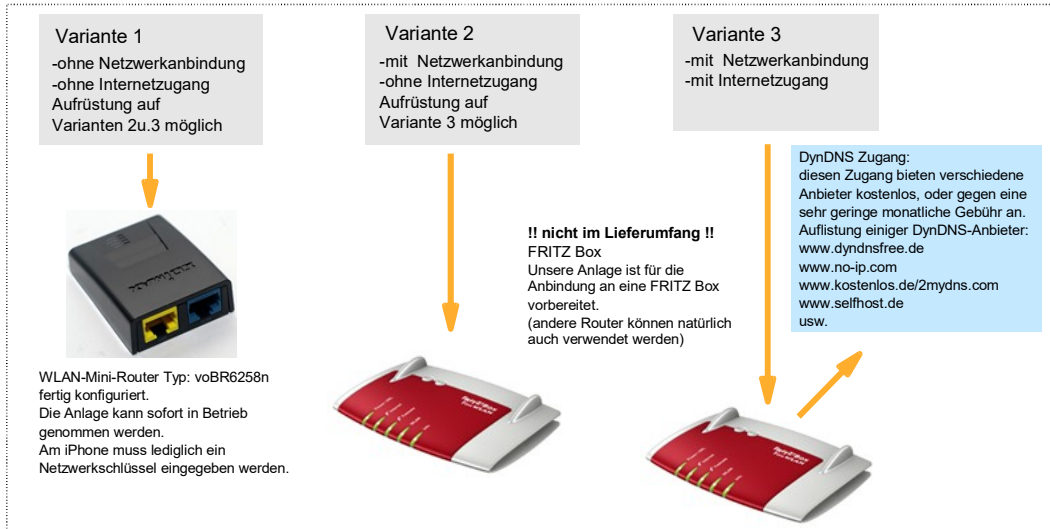 Variante 1
-ohne Netzwerkanbindung
-ohne Internetzugang
Aufrüstung auf
Varianten 2u.3 möglich
Variante 2
-mit Netzwerkanbindung
-ohne Internetzugang
Aufrüstung auf
Variante 3 möglich
Variante 3
-mit Netzwerkanbindung
-mit Internetzugang
DynDNS Zugang:
diesen Zugang bieten verschiedene
Anbieter kostenlos, oder gegen eine
sehr geringe monatliche Gebühr an.
Auflistung einiger DynDNS-Anbieter:
www.dyndnsfree.de
www.no-ip.com
www.kostenlos.de/2mydns.com
www.selfhost.de
usw.
!! nicht im Lieferumfang !!
FRITZ Box
Unsere Anlage ist für die
Anbindung an eine FRITZ Box
vorbereitet.
(andere Router können natürlich
auch verwendet werden)
WLAN-Mini-Router Typ: voBR6258n
fertig konfiguriert.
Die Anlage kann sofort in Betrieb
genommen werden.
Am iPhone muss lediglich ein
Netzwerkschlüssel eingegeben werden.